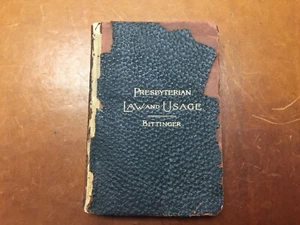 PRESBYTERIAN
LAW AND USAGE
BITTINGER